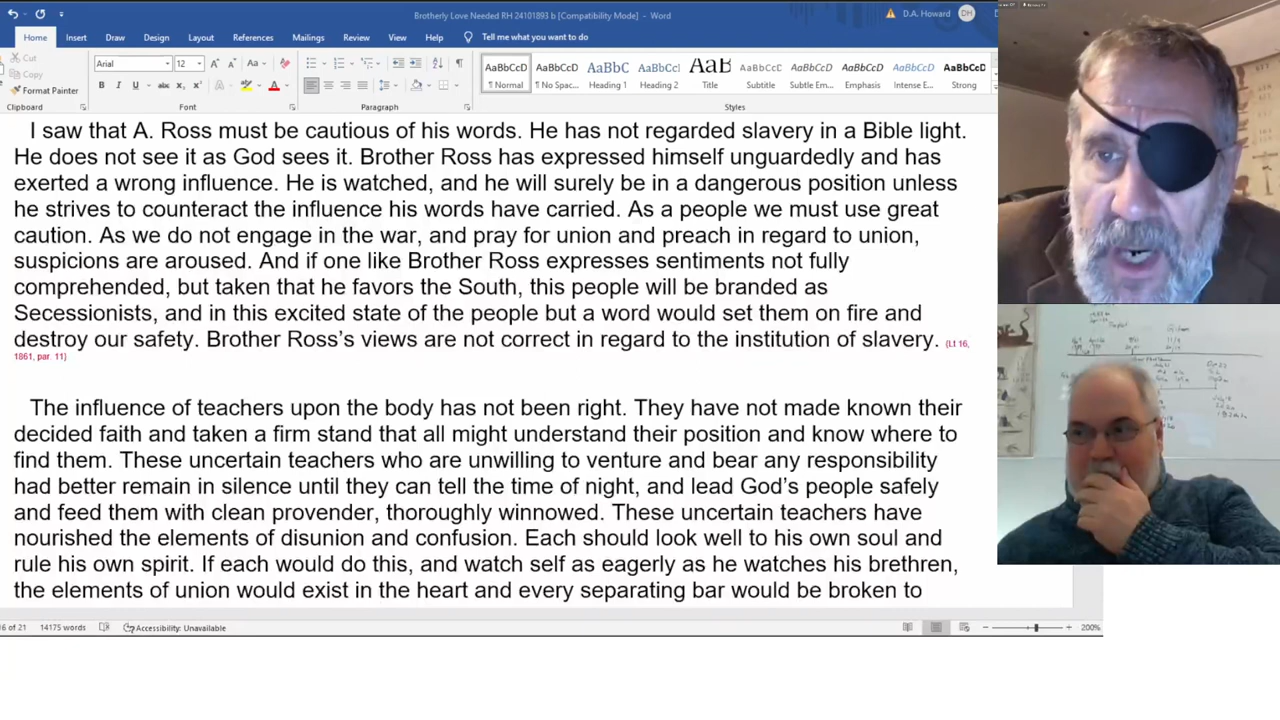 Brotherly Love Needed RH 24101893 b [Compatibility Mode] - Word
D.A. Howard DH
Home Insert Draw Design Layout References Mailings Review View Help Tell me what you want to do
Cut
Copy
Format Painter
Clipboard
Arial 12
Font
Paragraph
AaBbCcD AaBbCcD AaBbC AaBbCcI AaB AaBbCcD AaBbCcD AaBbCcD AaBbCcD AaBbCcD
¶ Normal ¶ No Spac... Heading 1 Heading 2 Title Subtitle Subtle Em... Emphasis Intense E... Strong
Styles
I saw that A. Ross must be cautious of his words. He has not regarded slavery in a Bible light.
He does not see it as God sees it. Brother Ross has expressed himself unguardedly and has
exerted a wrong influence. He is watched, and he will surely be in a dangerous position unless
he strives to counteract the influence his words have carried. As a people we must use great
caution. As we do not engage in the war, and pray for union and preach in regard to union,
suspicions are aroused. And if one like Brother Ross expresses sentiments not fully
comprehended, but taken that he favors the South, this people will be branded as
Secessionists, and in this excited state of the people but a word would set them on fire and
destroy our safety. Brother Ross’s views are not correct in regard to the institution of slavery. (Lt 16,
1861, par. 11)
The influence of teachers upon the body has not been right. They have not made known their
decided faith and taken a firm stand that all might understand their position and know where to
find them. These uncertain teachers who are unwilling to venture and bear any responsibility
had better remain in silence until they can tell the time of night, and lead God’s people safely
and feed them with clean provender, thoroughly winnowed. These uncertain teachers have
nourished the elements of disunion and confusion. Each should look well to his own soul and
rule his own spirit. If each would do this, and watch self as eagerly as he watches his brethren,
the elements of union would exist in the heart and every separating bar would be broken to
16 of 21 14175 words Accessibility: Unavailable 200%